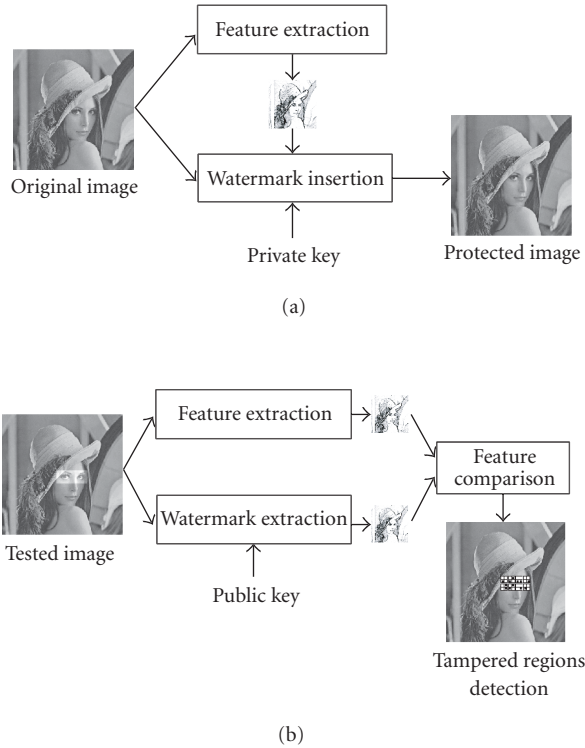 Feature extraction
Original image
Watermark insertion
Private key
Protected image
(a)
Feature extraction
Tested image
Watermark extraction
Public key
Feature
comparison
Tampered regions
detection
(b)